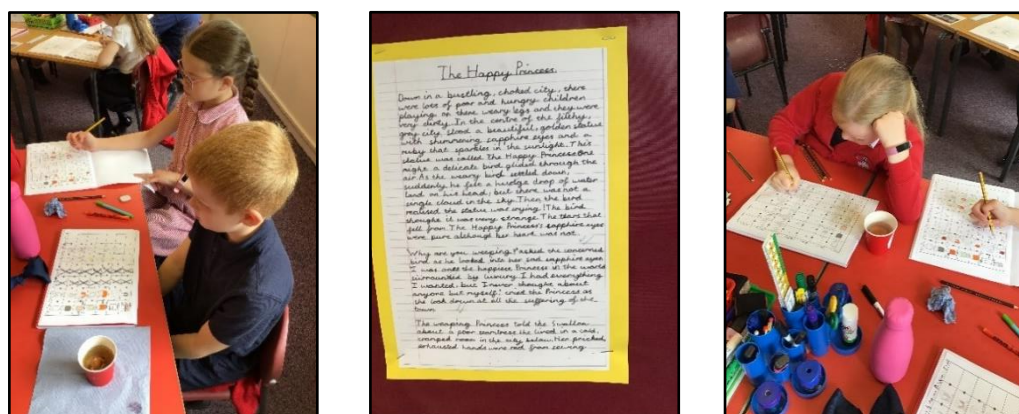 The Happy Princess
Down in a bustling, choked city, there
were lots of poor and hungry children
playing on there weary legs and they were
very dirty. In the centre of the filthy,
gray city stood a beautiful, golden statue
with shimmering sapphire eyes and a
ruby that sparkles in the sunlight. This
statue was called The Happy Princess. One
night a delicate bird glided through the
air. As the weary bird settled down,
suddenly he felt a hudge drop of water
land on his head, but there was not a
single cloud in the sky. Then the bird
realised the statue was crying! The bird
thought it was very strange. The tears that
fell from The Happy Princess's sapphire eyes
were pure although her heart was not.
Why are you weeping? asked the concerned
bird as he looked into her sad sapphire eyes
I was once the happiest Princess in the world
surrounded by luxury. I had everything
I wanted, but I never thought about
anyone but myself," cried the Princess as
the look down at all the suffering of the
town.
The weeping Princess told the Swallow
about a poor seamtress the lived in a cold,
cramped room in the city below. Her pricked,
exhausted hands were red from sewing